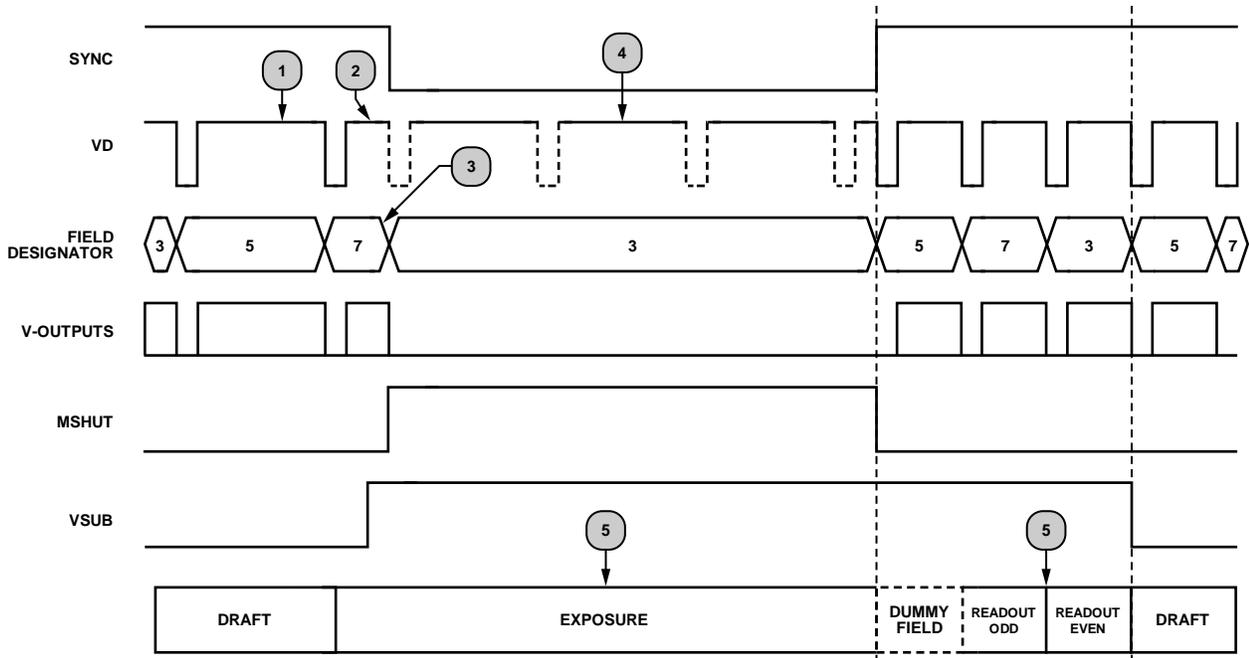 SYNC
1
2
4
VD
3
FIELD
DESIGNATOR
3
5
7
3
5
7
3
5
7
V-OUTPUTS
MSHUT
VSUB
5
5
DRAFT
EXPOSURE
DUMMY
FIELD
READOUT
ODD
READOUT
EVEN
DRAFT